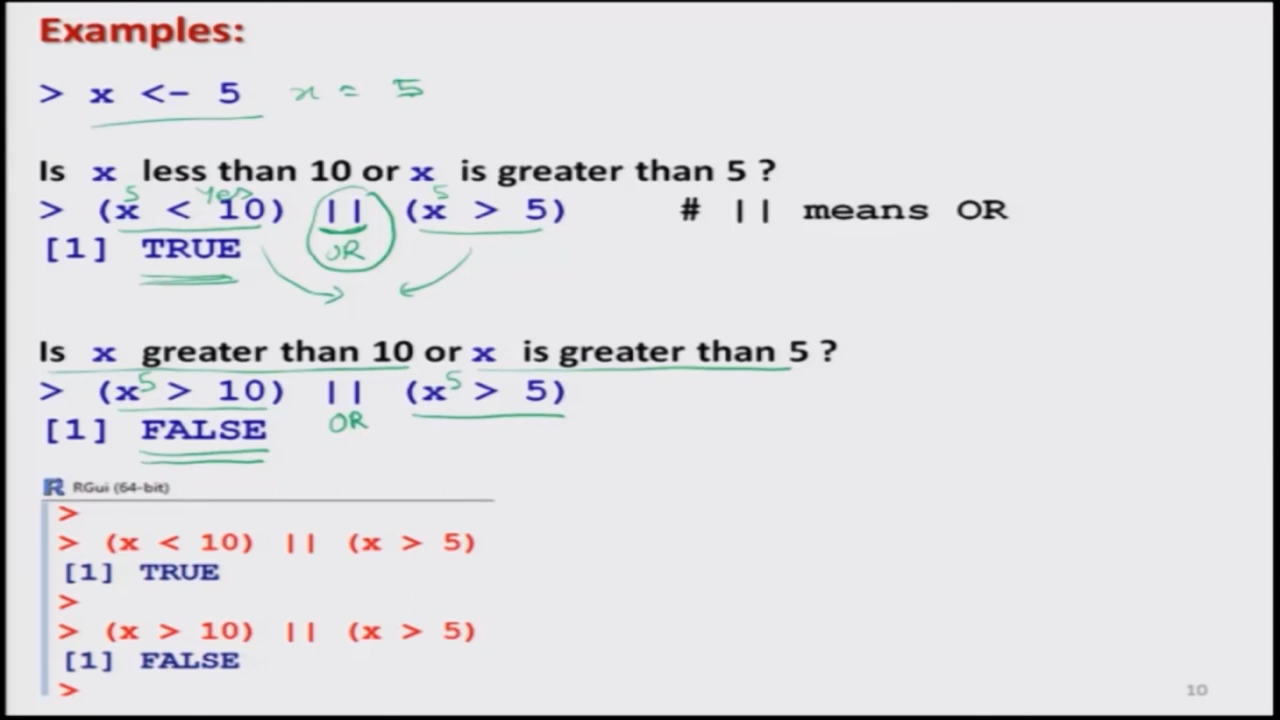 Examples:
> x <- 5 x = 5
Is x less than 10 or x is greater than 5 ?
5 Yes 5
> (x < 10) || (x > 5) # || means OR
[1] TRUE OR
Is x greater than 10 or x is greater than 5 ?
5 5
> (x > 10) || (x > 5)
[1] FALSE OR
R RGui (64-bit)
>
> (x < 10) || (x > 5)
[1] TRUE
>
> (x > 10) || (x > 5)
[1] FALSE
>
10